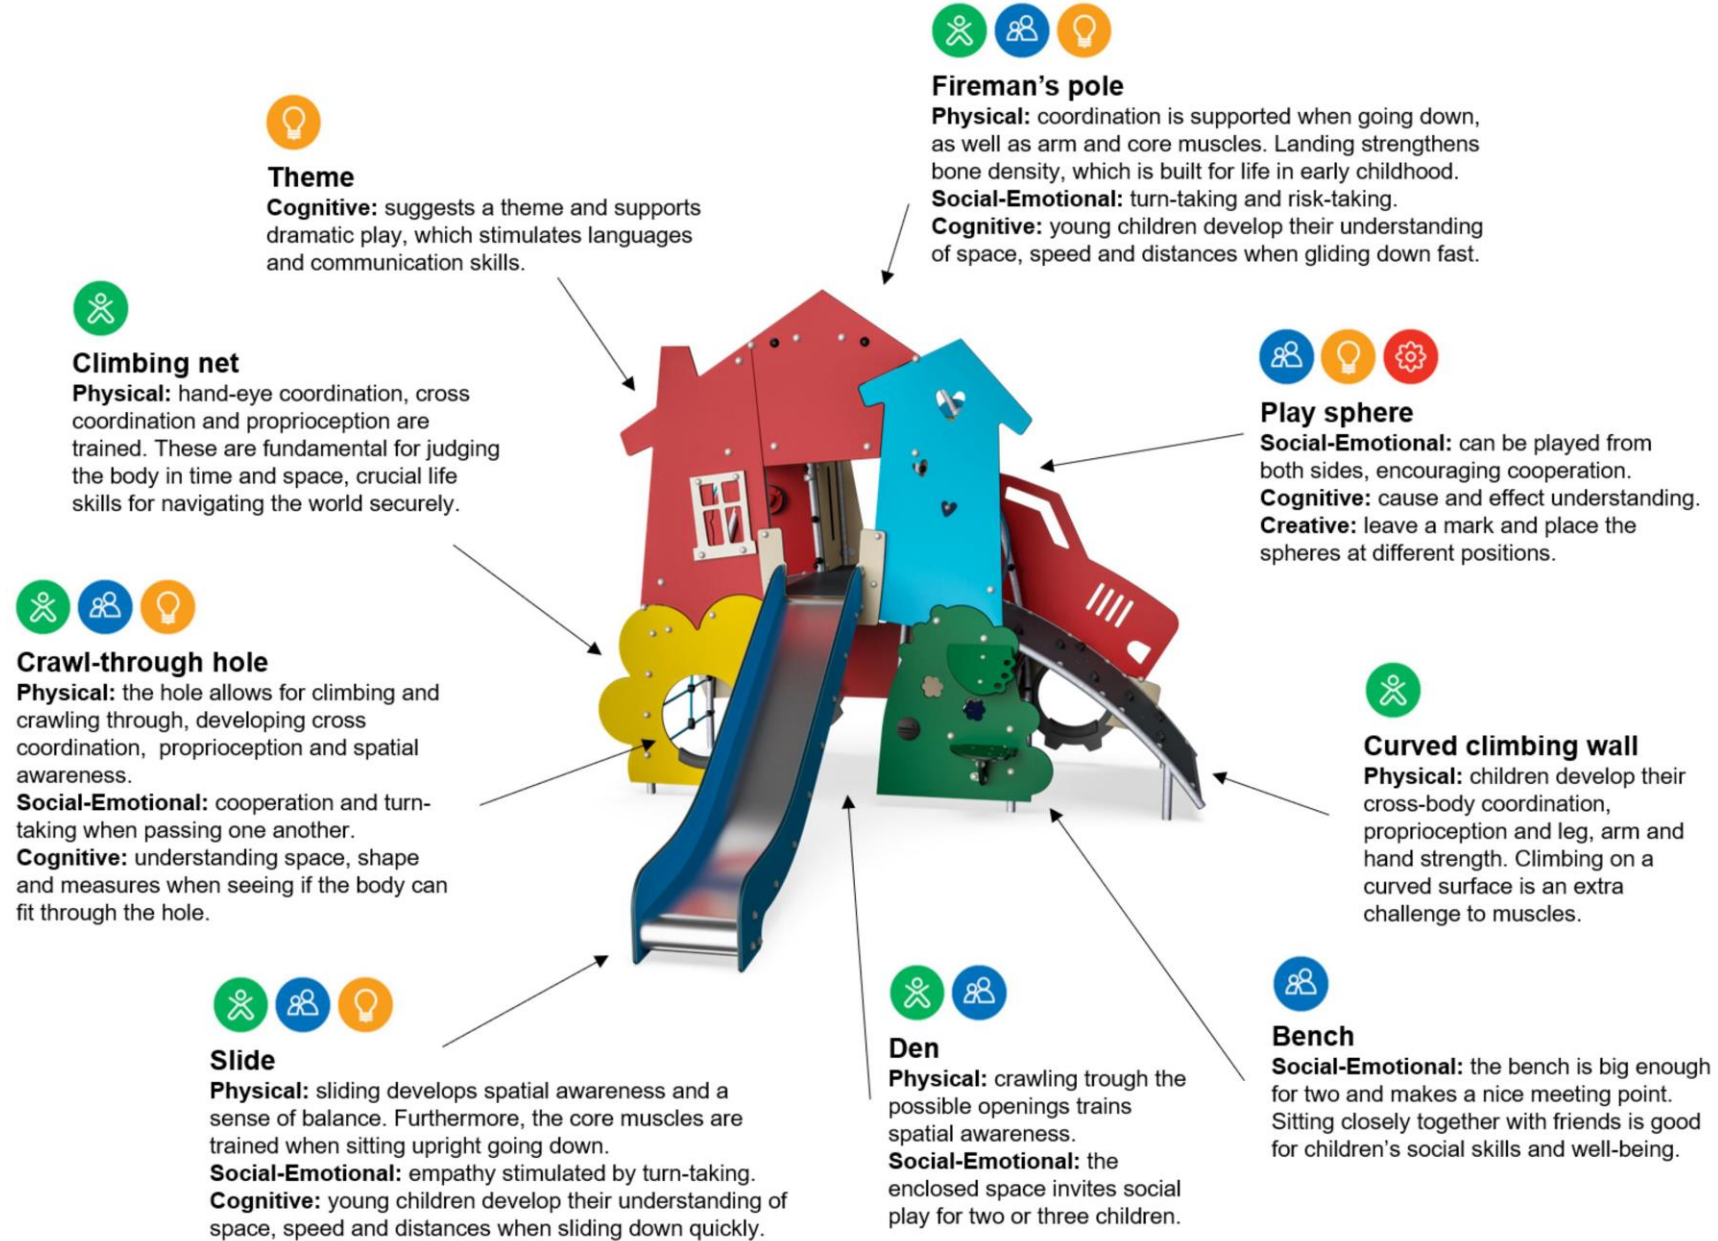 Fireman’s pole
Physical: coordination is supported when going down,
as well as arm and core muscles. Landing strengthens
bone density, which is built for life in early childhood.
Social-Emotional: turn-taking and risk-taking.
Cognitive: young children develop their understanding
of space, speed and distances when gliding down fast.
Theme
Cognitive: suggests a theme and supports
dramatic play, which stimulates languages
and communication skills.
Climbing net
Physical: hand-eye coordination, cross
coordination and proprioception are
trained. These are fundamental for judging
the body in time and space, crucial life
skills for navigating the world securely.
Play sphere
Social-Emotional: can be played from
both sides, encouraging cooperation.
Cognitive: cause and effect understanding.
Creative: leave a mark and place the
spheres at different positions.
Crawl-through hole
Physical: the hole allows for climbing and
crawling through, developing cross
coordination, proprioception and spatial
awareness.
Social-Emotional: cooperation and turn-
taking when passing one another.
Cognitive: understanding space, shape
and measures when seeing if the body can
fit through the hole.
Curved climbing wall
Physical: children develop their
cross-body coordination,
proprioception and leg, arm and
hand strength. Climbing on a
curved surface is an extra
challenge to muscles.
Slide
Physical: sliding develops spatial awareness and a
sense of balance. Furthermore, the core muscles are
trained when sitting upright going down.
Social-Emotional: empathy stimulated by turn-taking.
Cognitive: young children develop their understanding of
space, speed and distances when sliding down quickly.
Den
Physical: crawling trough the
possible openings trains
spatial awareness.
Social-Emotional: the
enclosed space invites social
play for two or three children.
Bench
Social-Emotional: the bench is big enough
for two and makes a nice meeting point.
Sitting closely together with friends is good
for children’s social skills and well-being.